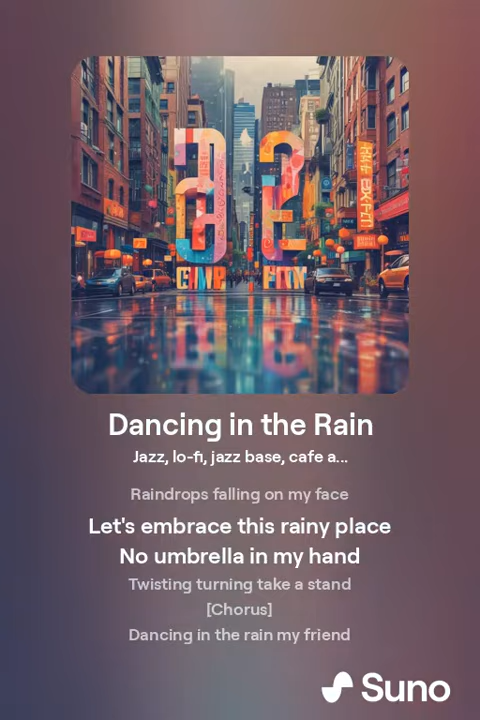 Dancing in the Rain
Jazz, lo-fi, jazz base, cafe a...
Raindrops falling on my face
Let's embrace this rainy place
No umbrella in my hand
Twisting turning take a stand
[Chorus]
Dancing in the rain my friend
Suno